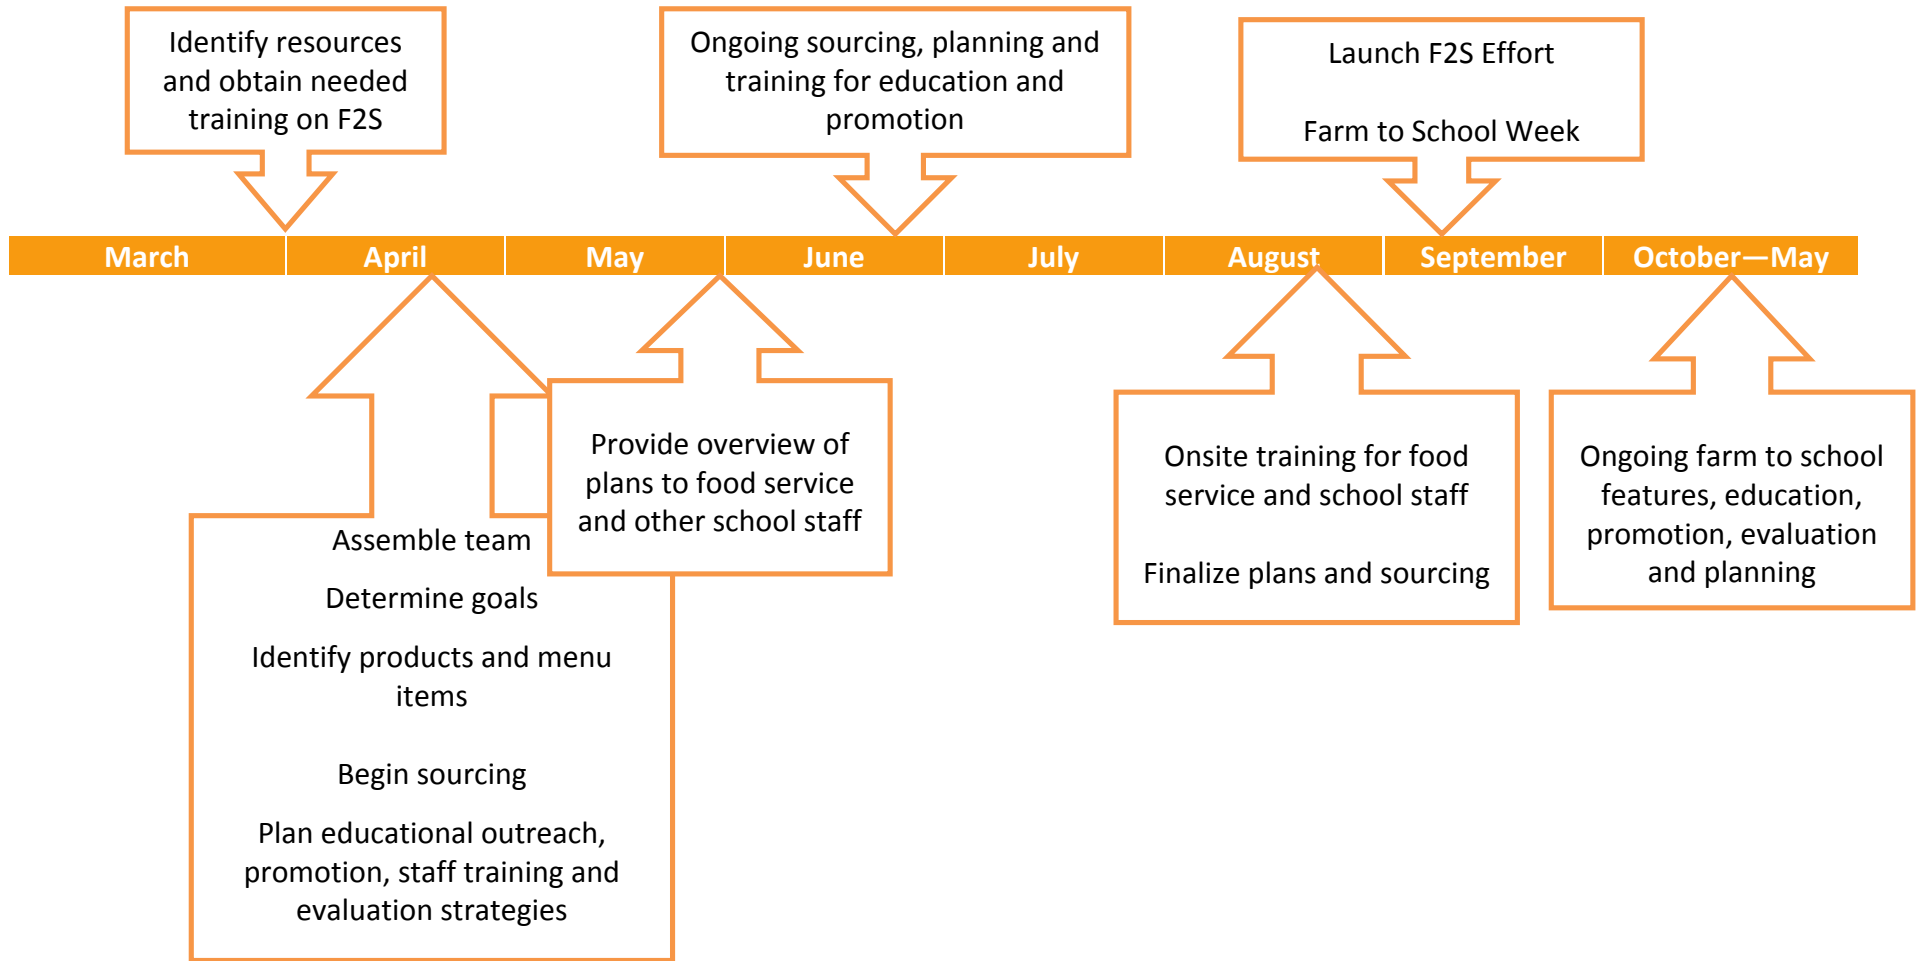 Identify resources
and obtain needed
training on F2S
Ongoing sourcing, planning and
training for education and
promotion
Launch F2S Effort
Farm to School Week
March
April
May
June
July
August
September
October—May
Assemble team
Determine goals
Identify products and menu
items
Begin sourcing
Plan educational outreach,
promotion, staff training and
evaluation strategies
Provide overview of
plans to food service
and other school staff
Onsite training for food
service and school staff
Finalize plans and sourcing
Ongoing farm to school
features, education,
promotion, evaluation
and planning